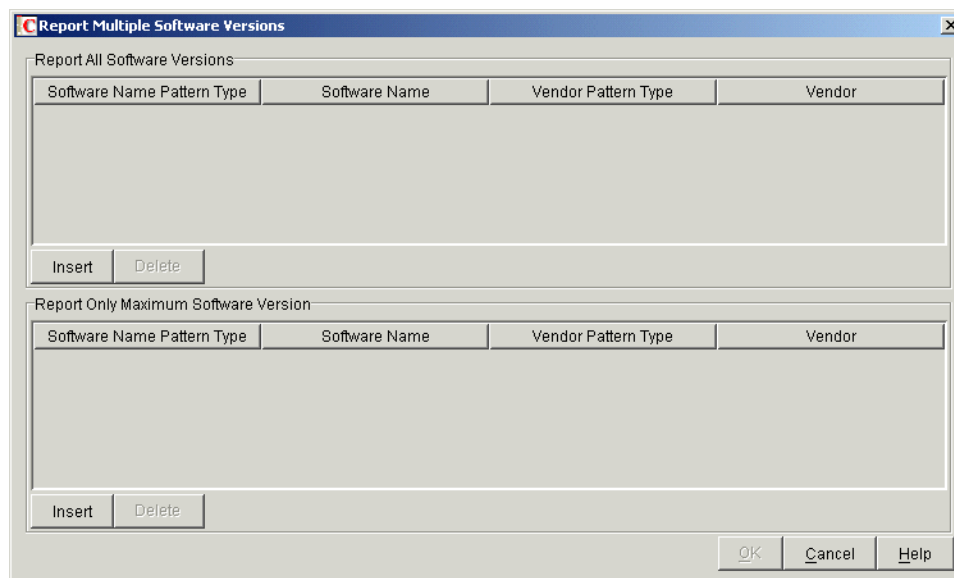 Report Multiple Software Versions
Report All Software Versions
Software Name Pattern Type Software Name Vendor Pattern Type Vendor
Insert Delete
Report Only Maximum Software Version
Software Name Pattern Type Software Name Vendor Pattern Type Vendor
Insert Delete
OK Cancel Help